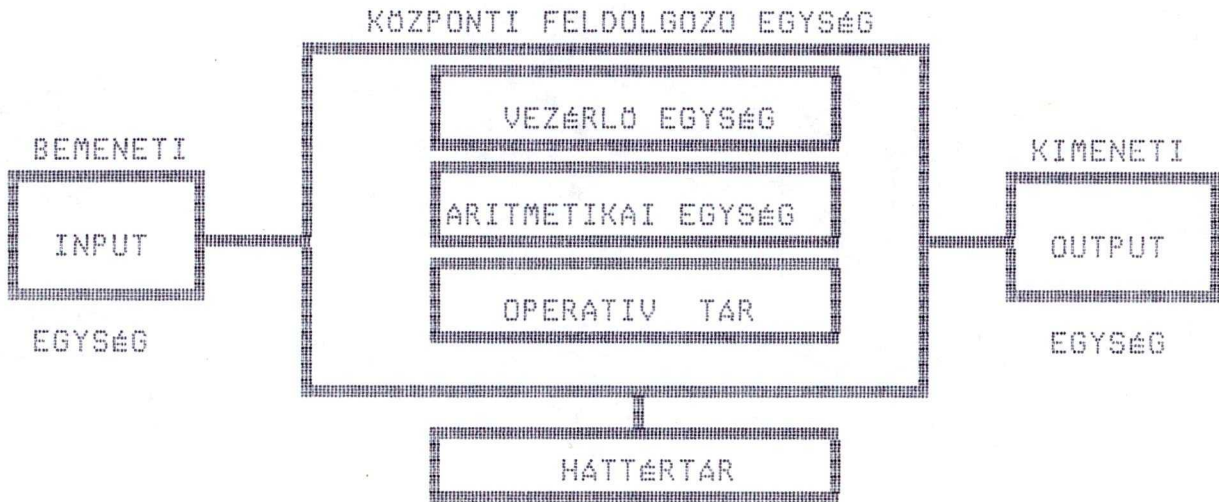 KÖZPONTI FELDOLGOZO EGYSéG
VEZéRLÖ EGYSéG
BEMENETI
KIMENETI
ARITMETIKAI EGYSéG
INPUT
OUTPUT
OPERATIV TAR
EGYSéG
EGYSéG
HATTéRTAR